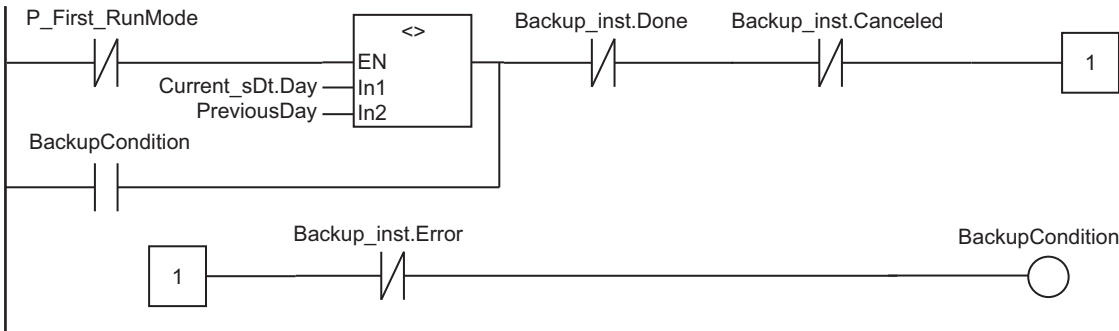 P_First_RunMode
<>
Backup_inst.Done
Backup_inst.Canceled
EN
1
Current_sDt.Day
In1
PreviousDay
In2
BackupCondition
Backup_inst.Error
BackupCondition
1